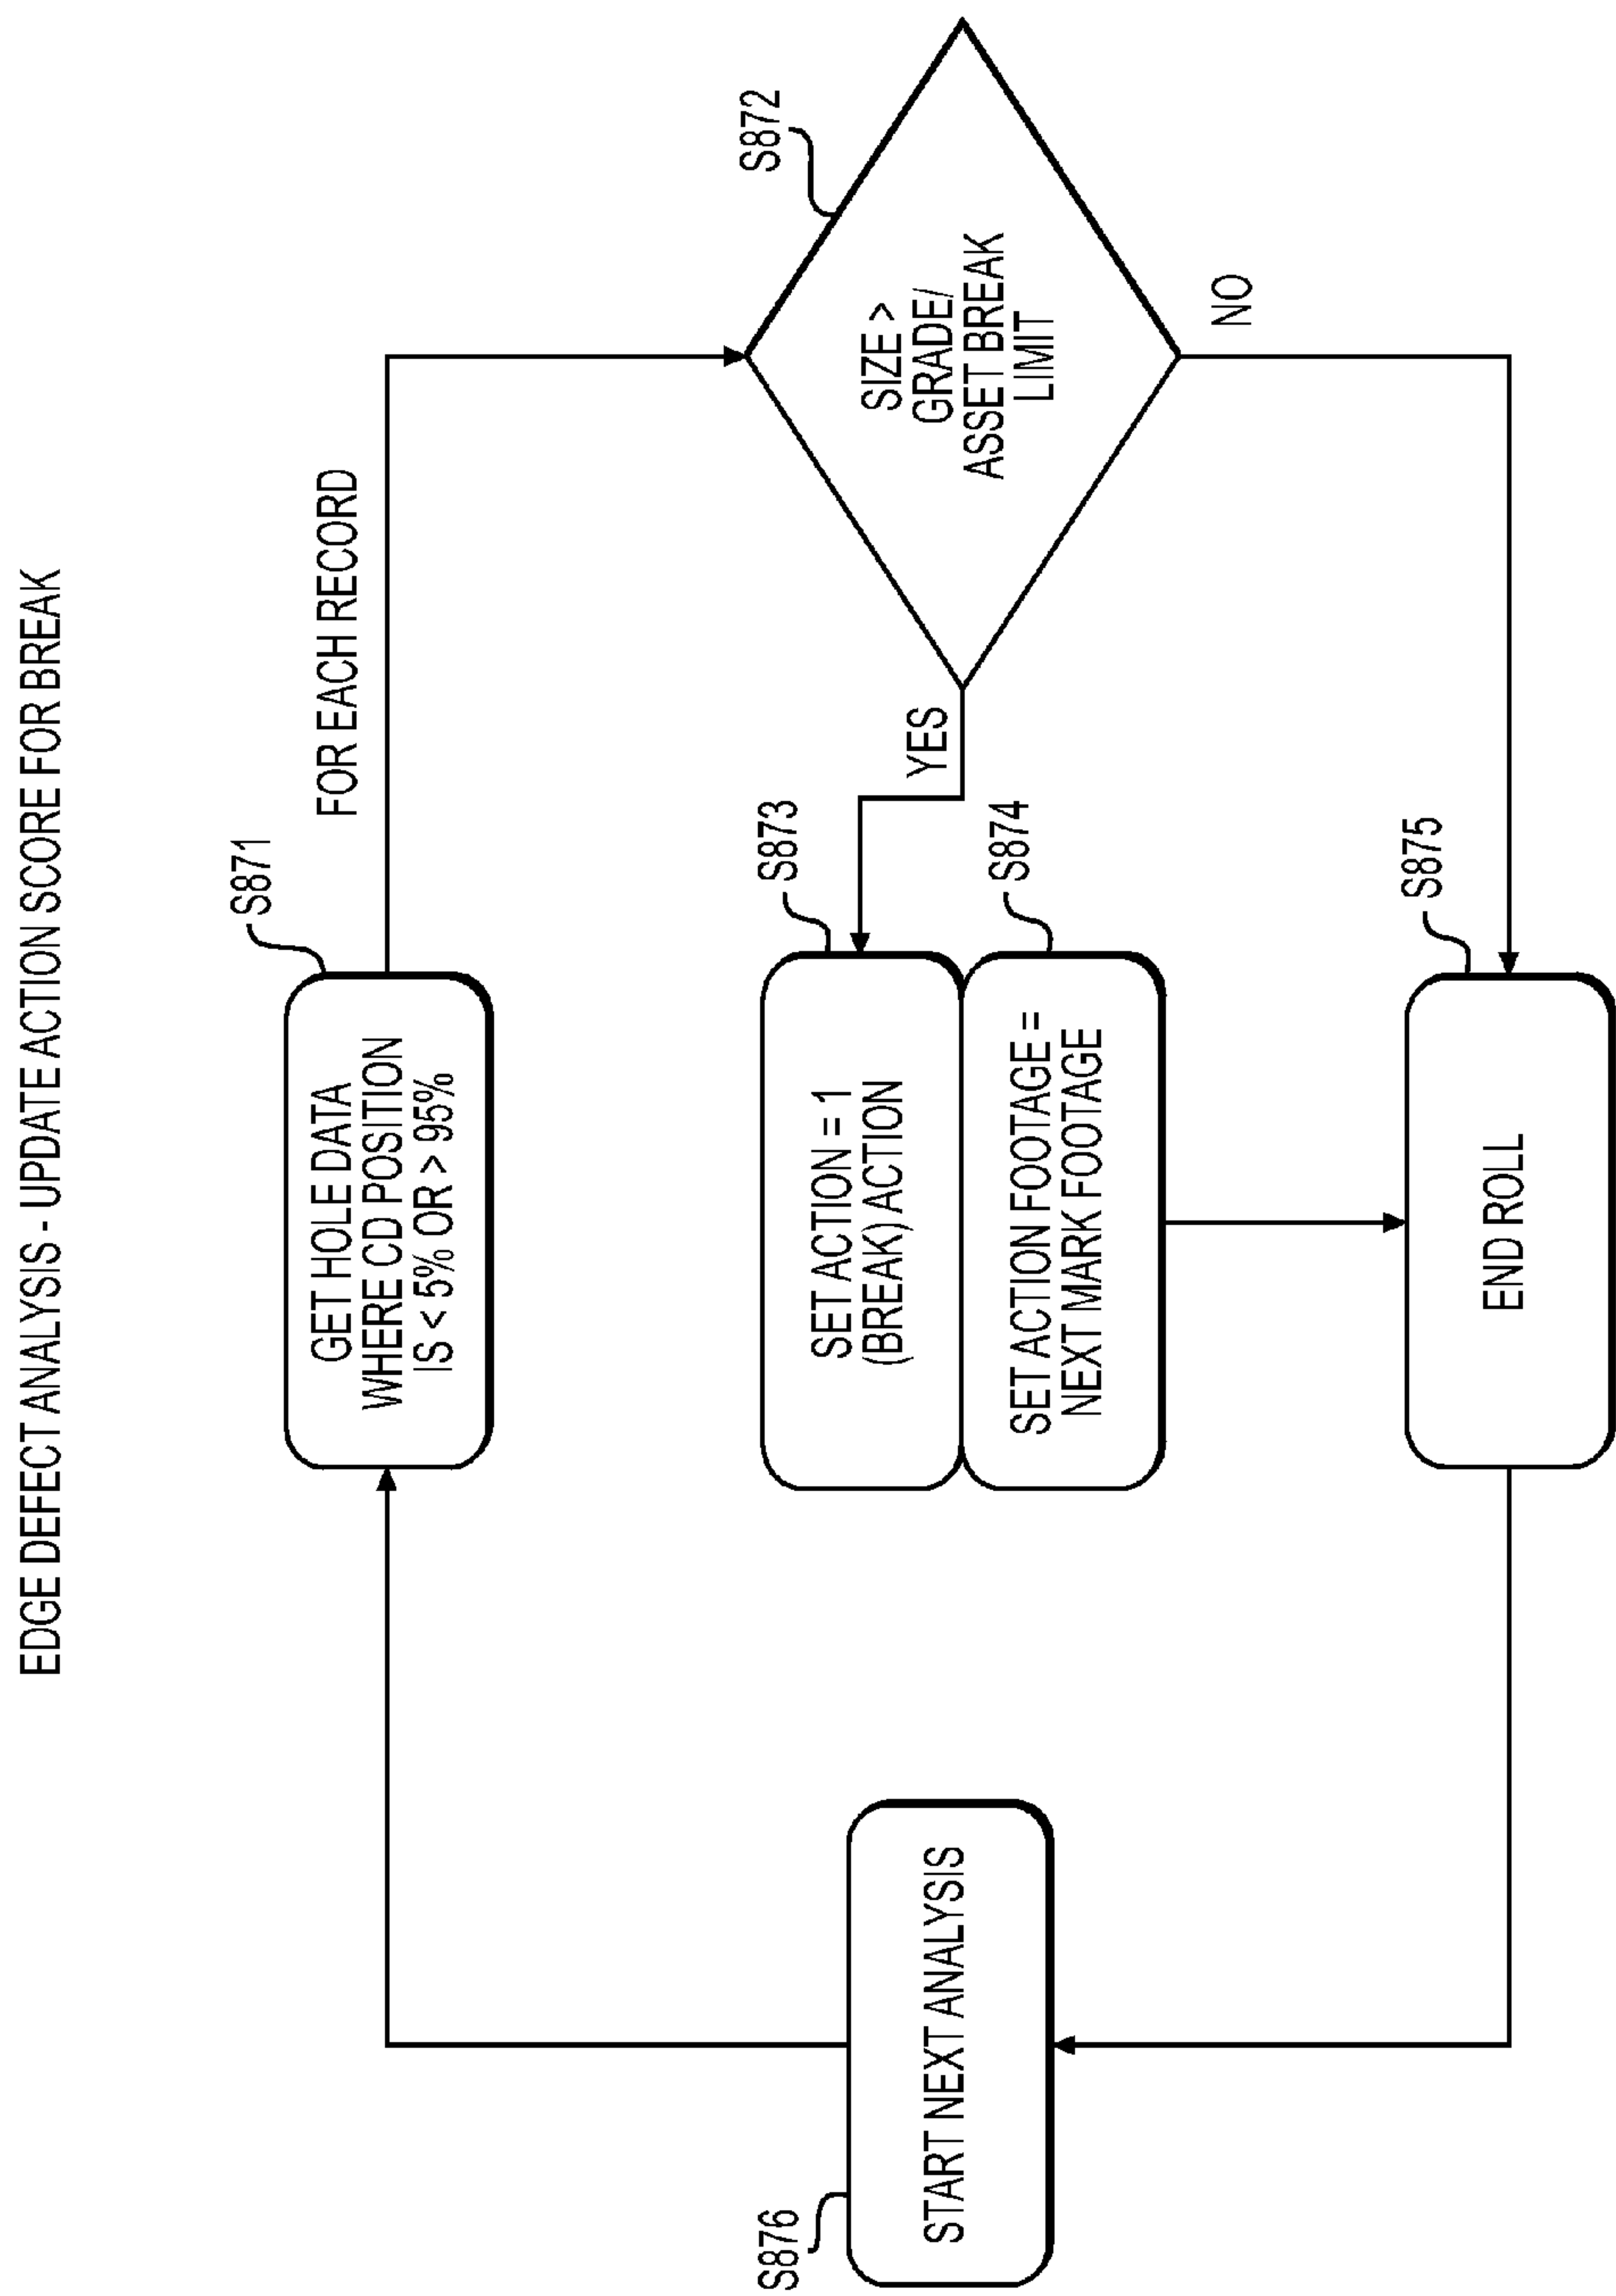 EDGE DEFECT ANALYSIS - UPDATE ACTION SCORE FOR BREAK
S871
GET HOLE DATA
WHERE CD POSITION
IS < 5% OR > 95%
FOR EACH RECORD
S872
SIZE >
GRADE/
ASSET BREAK
LIMIT
YES
NO
S873
SET ACTION = 1
(BREAK) ACTION
S874
SET ACTION FOOTAGE =
NEXT MARK FOOTAGE
S875
END ROLL
S876
START NEXT ANALYSIS